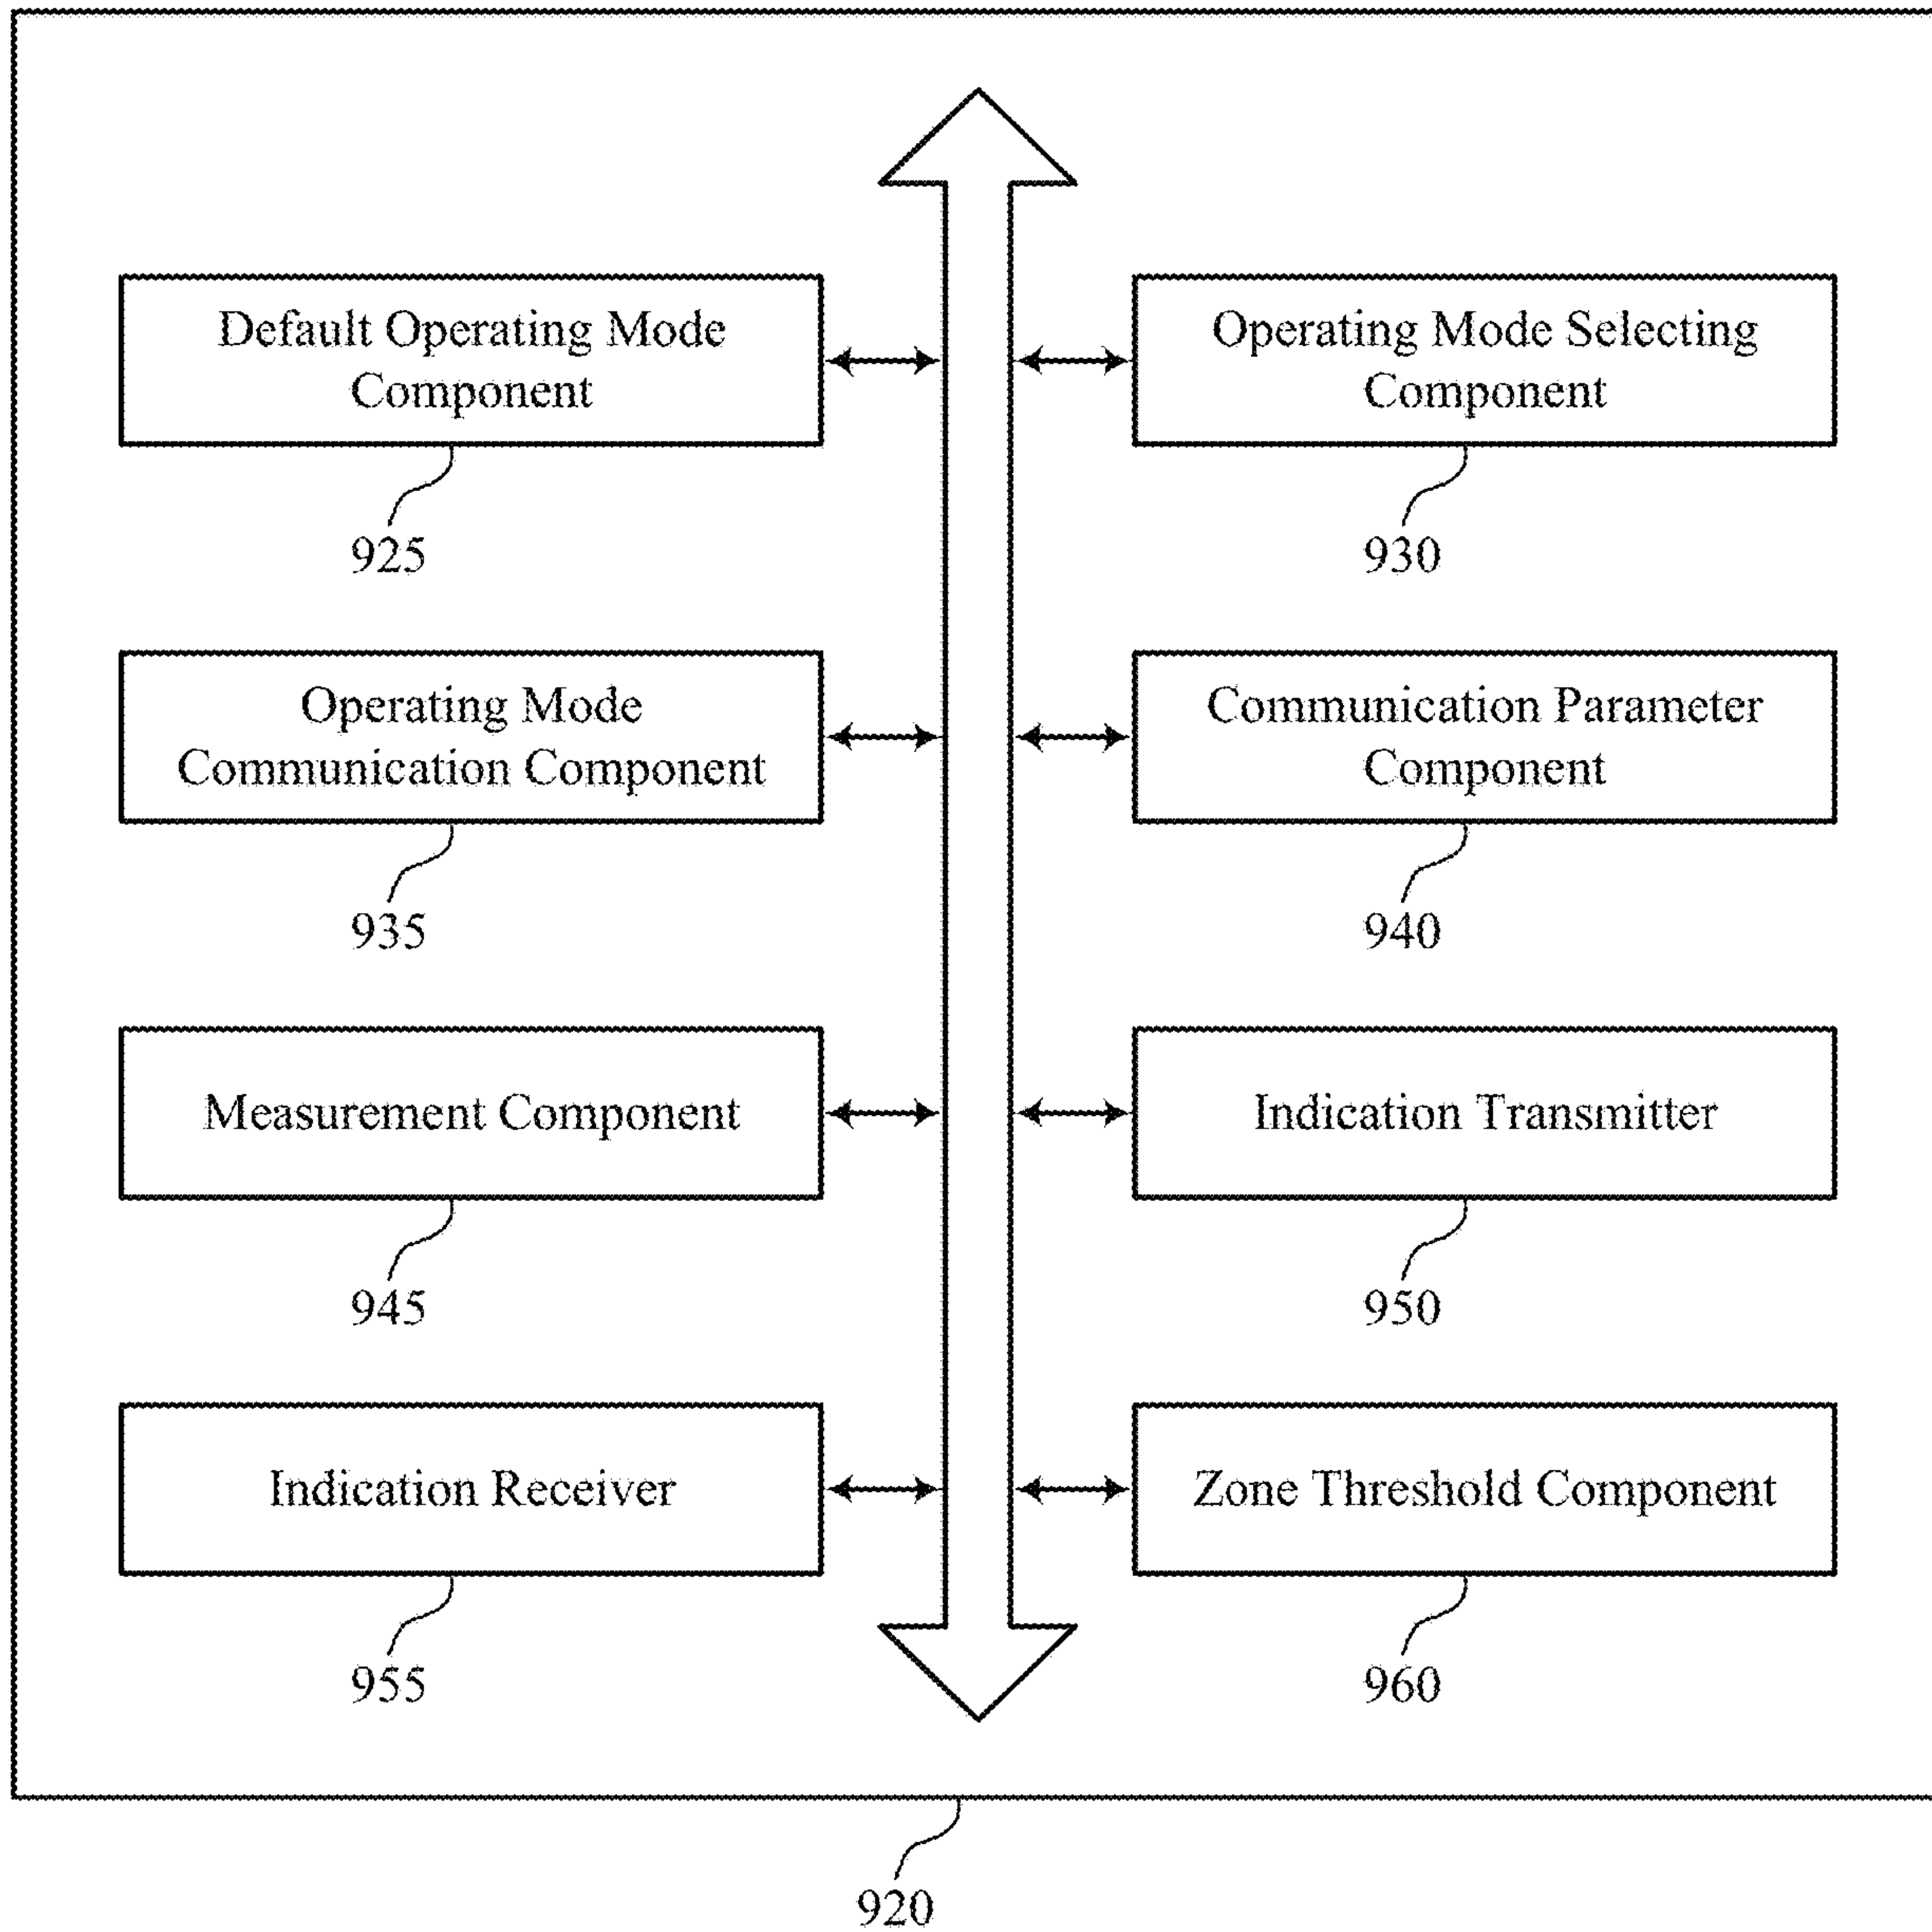 Default Operating Mode
Component
925
Operating Mode Selecting
Component
930
Operating Mode
Communication Component
935
Communication Parameter
Component
940
Measurement Component
945
Indication Transmitter
950
Indication Receiver
955
Zone Threshold Component
960
920